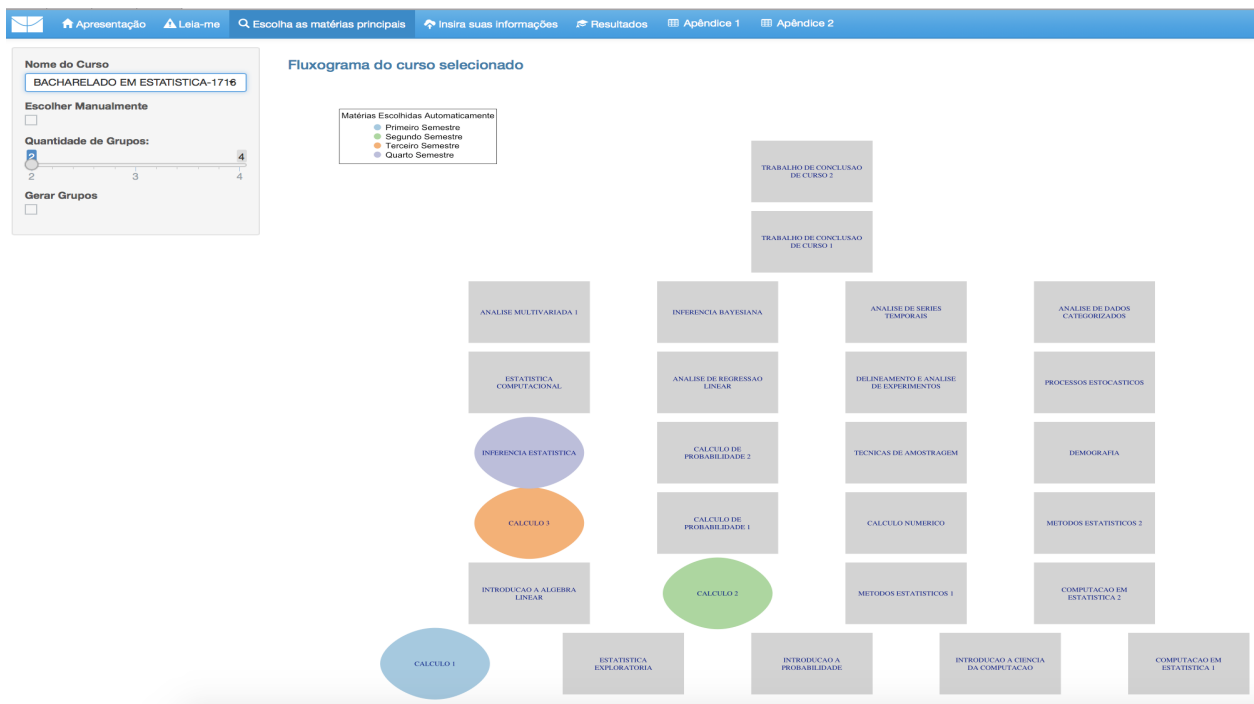 Apresentação
Leia-me
Escolha as matérias principais
Insira suas informações
Resultados
Apêndice 1
Apêndice 2
Nome do Curso
BACHARELADO EM ESTATISTICA-1716
Escolher Manualmente
Quantidade de Grupos:
2
4
2
3
4
Gerar Grupos
Fluxograma do curso selecionado
Matérias Escolhidas Automaticamente
Primeiro Semestre
Segundo Semestre
Terceiro Semestre
Quarto Semestre
TRABALHO DE CONCLUSAO
DE CURSO 2
TRABALHO DE CONCLUSAO
DE CURSO 1
ANALISE MULTIVARIADA 1
INFERENCIA BAYESIANA
ANALISE DE SERIES
TEMPORAIS
ANALISE DE DADOS
CATEGORIZADOS
ESTATISTICA
COMPUTACIONAL
ANALISE DE REGRESSAO
LINEAR
DELINEAMENTO E ANALISE
DE EXPERIMENTOS
PROCESSOS ESTOCASTICOS
INFERENCIA ESTATISTICA
CALCULO DE
PROBABILIDADE 2
TECNICAS DE AMOSTRAGEM
DEMOGRAFIA
CALCULO 3
CALCULO DE
PROBABILIDADE 1
CALCULO NUMERICO
METODOS ESTATISTICOS 2
INTRODUCAO A ALGEBRA
LINEAR
CALCULO 2
METODOS ESTATISTICOS 1
COMPUTACAO EM
ESTATISTICA 2
CALCULO 1
ESTATISTICA
EXPLORATORIA
INTRODUCAO A
PROBABILIDADE
INTRODUCAO A CIENCIA
DA COMPUTACAO
COMPUTACAO EM
ESTATISTICA 1